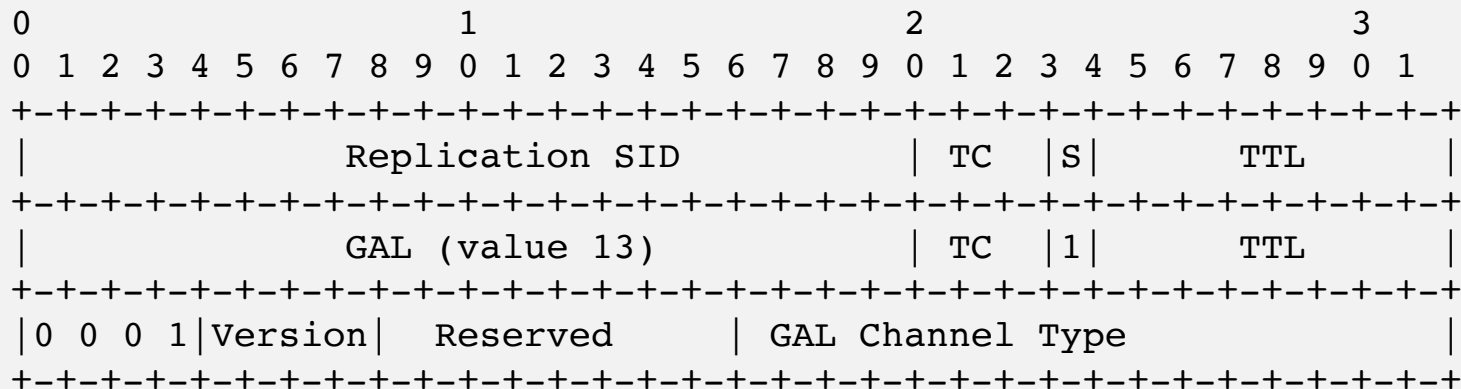 0                   1                   2                   3
0 1 2 3 4 5 6 7 8 9 0 1 2 3 4 5 6 7 8 9 0 1 2 3 4 5 6 7 8 9 0 1
+-+-+-+-+-+-+-+-+-+-+-+-+-+-+-+-+-+-+-+-+-+-+-+-+-+-+-+-+-+-+-+-+
|              Replication SID          | TC  |S|      TTL      |
+-+-+-+-+-+-+-+-+-+-+-+-+-+-+-+-+-+-+-+-+-+-+-+-+-+-+-+-+-+-+-+-+
|              GAL (value 13)           | TC  |1|      TTL      |
+-+-+-+-+-+-+-+-+-+-+-+-+-+-+-+-+-+-+-+-+-+-+-+-+-+-+-+-+-+-+-+-+
|0 0 0 1|Version|  Reserved     | GAL Channel Type              |
+-+-+-+-+-+-+-+-+-+-+-+-+-+-+-+-+-+-+-+-+-+-+-+-+-+-+-+-+-+-+-+-+